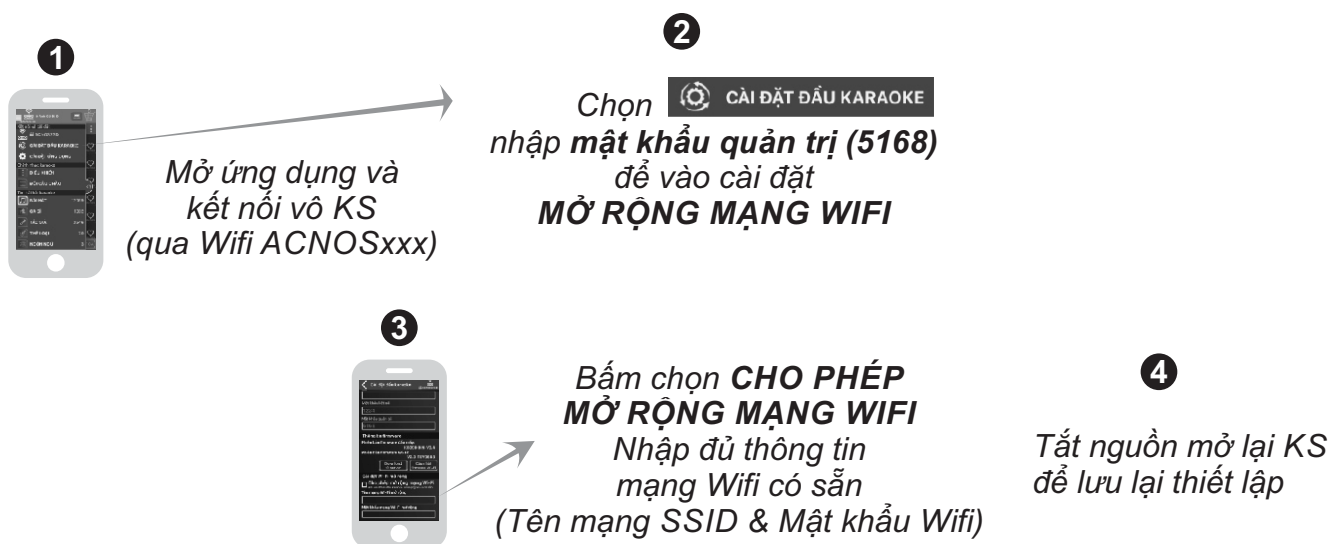 1
Mở ứng dụng và
kết nối vô KS
(qua Wifi ACNOSxxx)
2
Chọn CÀI ĐẶT ĐẦU KARAOKE
nhập mật khẩu quản trị (5168)
để vào cài đặt
MỞ RỘNG MẠNG WIFI
3
Bấm chọn CHO PHÉP
MỞ RỘNG MẠNG WIFI
Nhập đủ thông tin
mạng Wifi có sẵn
(Tên mạng SSID & Mật khẩu Wifi)
4
Tắt nguồn mở lại KS
để lưu lại thiết lập